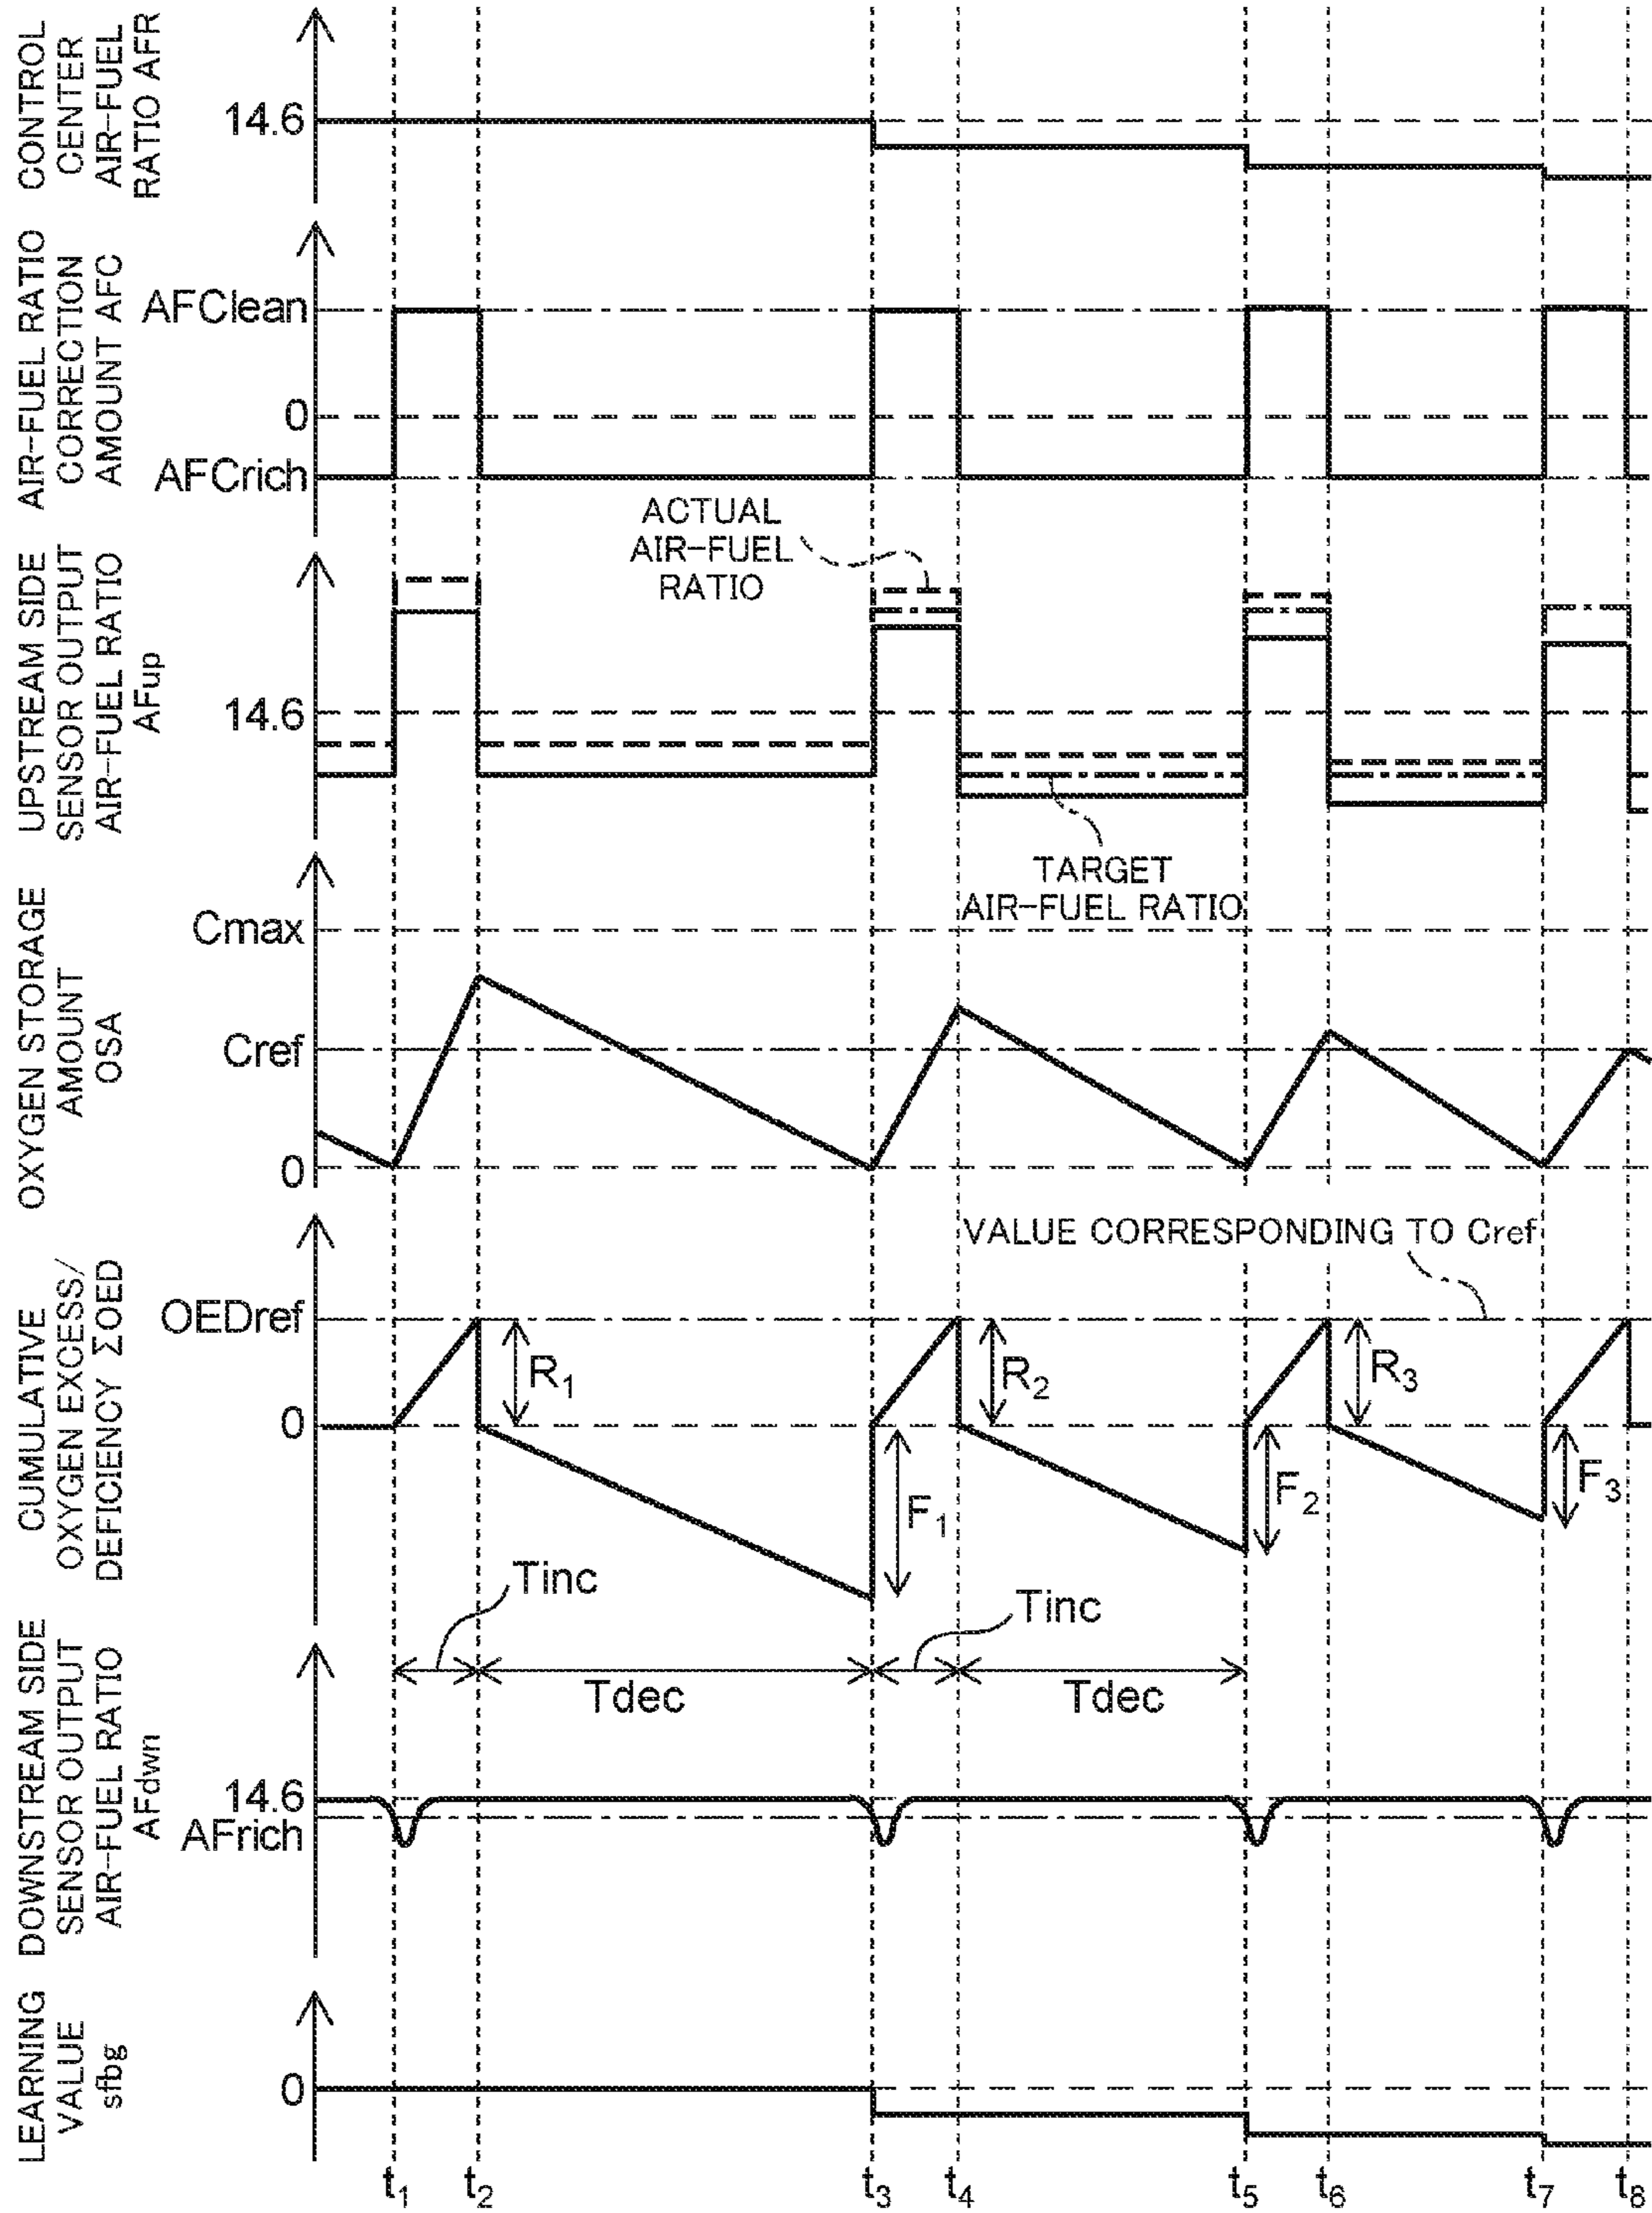 CONTROL
CENTER
AIR-FUEL
RATIO AFR
14.6
AIR-FUEL RATIO
CORRECTION
AMOUNT AFC
AFClean
0
AFCrich
UPSTREAM SIDE
SENSOR OUTPUT
AIR-FUEL RATIO
AFup
ACTUAL
AIR-FUEL
RATIO
14.6
TARGET
AIR-FUEL RATIO
OXYGEN STORAGE
AMOUNT
OSA
Cmax
Cref
0
CUMULATIVE
OXYGEN EXCESS/
DEFICIENCY ΣOED
VALUE CORRESPONDING TO Cref
OEDref
0
R1
R2
R3
F1
F2
F3
Tinc
Tinc
Tdec
Tdec
DOWNSTREAM SIDE
SENSOR OUTPUT
AIR-FUEL RATIO
AFdwn
14.6
AFrich
LEARNING
VALUE
sfbg
0
t1 t2 t3 t4 t5 t6 t7 t8